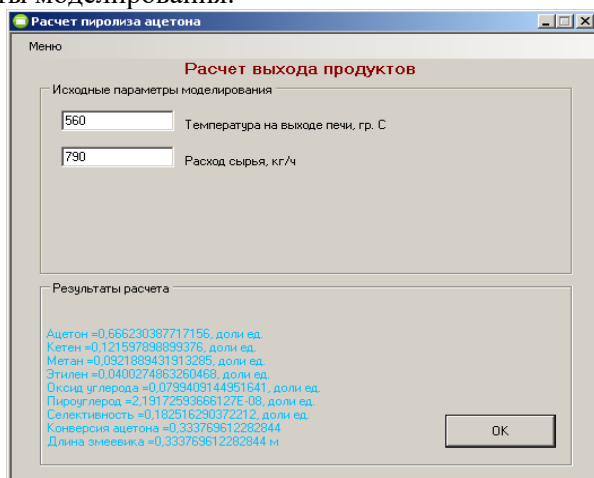 ты моделирования.
Расчет пиролиза ацетона
Меню
Расчет выхода продуктов
Исходные параметры моделирования
560 Температура на выходе печи, гр. С
790 Расход сырья, кг/ч
Результаты расчета
Ацетон =0,666230387717156, доли ед.
Кетен =0,121597898899376, доли ед.
Метан =0,0921889431913285, доли ед.
Этилен =0,0400274863260468, доли ед.
Оксид углерода =0,0799409144951641, доли ед.
Пироуглерод =2,19172593666127E-08, доли ед.
Селективность =0,182516290372212, доли ед.
Конверсия ацетона =0,333769612282844
Длина змеевика =0,333769612282844 м
OK